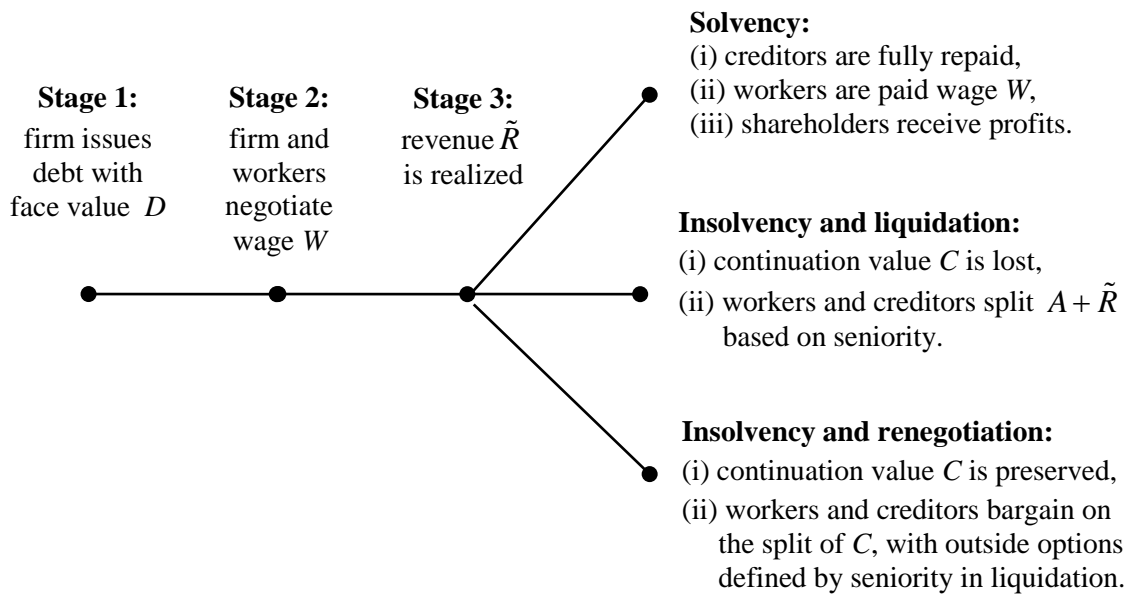 Stage 1:
firm issues
debt with
face value D
Stage 2:
firm and
workers
negotiate
wage W
Stage 3:
revenue R̃
is realized
Solvency:
(i) creditors are fully repaid,
(ii) workers are paid wage W,
(iii) shareholders receive profits.
Insolvency and liquidation:
(i) continuation value C is lost,
(ii) workers and creditors split A + R̃
based on seniority.
Insolvency and renegotiation:
(i) continuation value C is preserved,
(ii) workers and creditors bargain on
the split of C, with outside options
defined by seniority in liquidation.